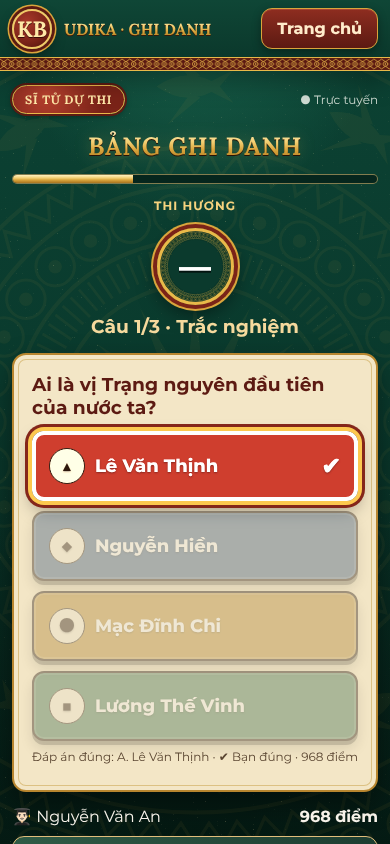 KB UDIKA · GHI DANH Trang chủ
SĨ TỬ DỰ THI Trực tuyến
BẢNG GHI DANH
THI HƯƠNG
—
Câu 1/3 · Trắc nghiệm
Ai là vị Trạng nguyên đầu tiên
của nước ta?
▲ Lê Văn Thịnh ✔
◆ Nguyễn Hiền
● Mạc Đĩnh Chi
■ Lương Thế Vinh
Đáp án đúng: A. Lê Văn Thịnh · ✔ Bạn đúng · 968 điểm
Nguyễn Văn An 968 điểm